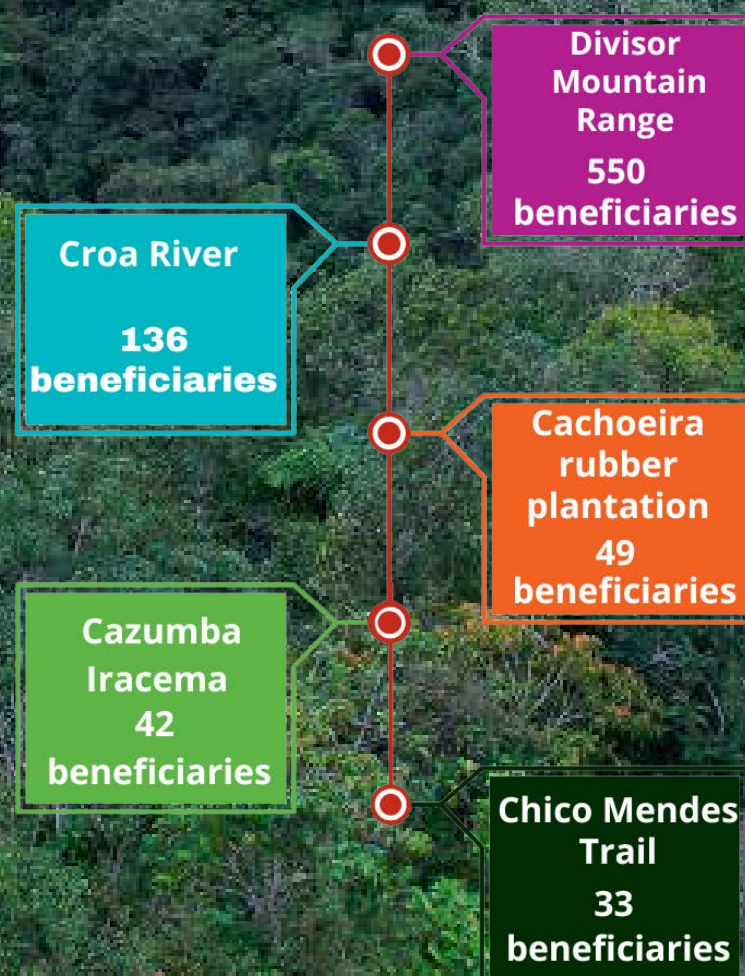 Divisor
Mountain
Range
550
beneficiaries
Croa River
136
beneficiaries
Cachoeira
rubber
plantation
49
beneficiaries
Cazumba
Iracema
42
beneficiaries
Chico Mendes
Trail
33
beneficiaries